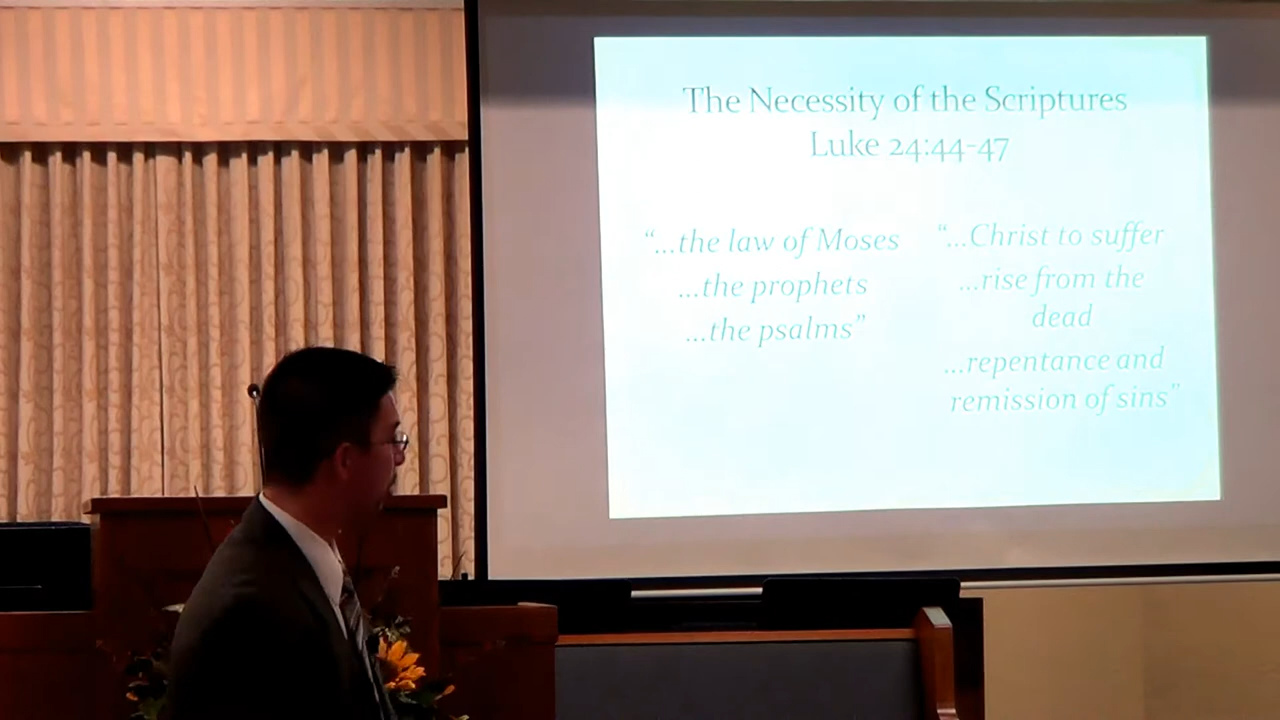 The Necessity of the Scriptures
Luke 24:44-47
“...the law of Moses
...the prophets
...the psalms”
“...Christ to suffer
...rise from the
dead
...repentance and
remission of sins”